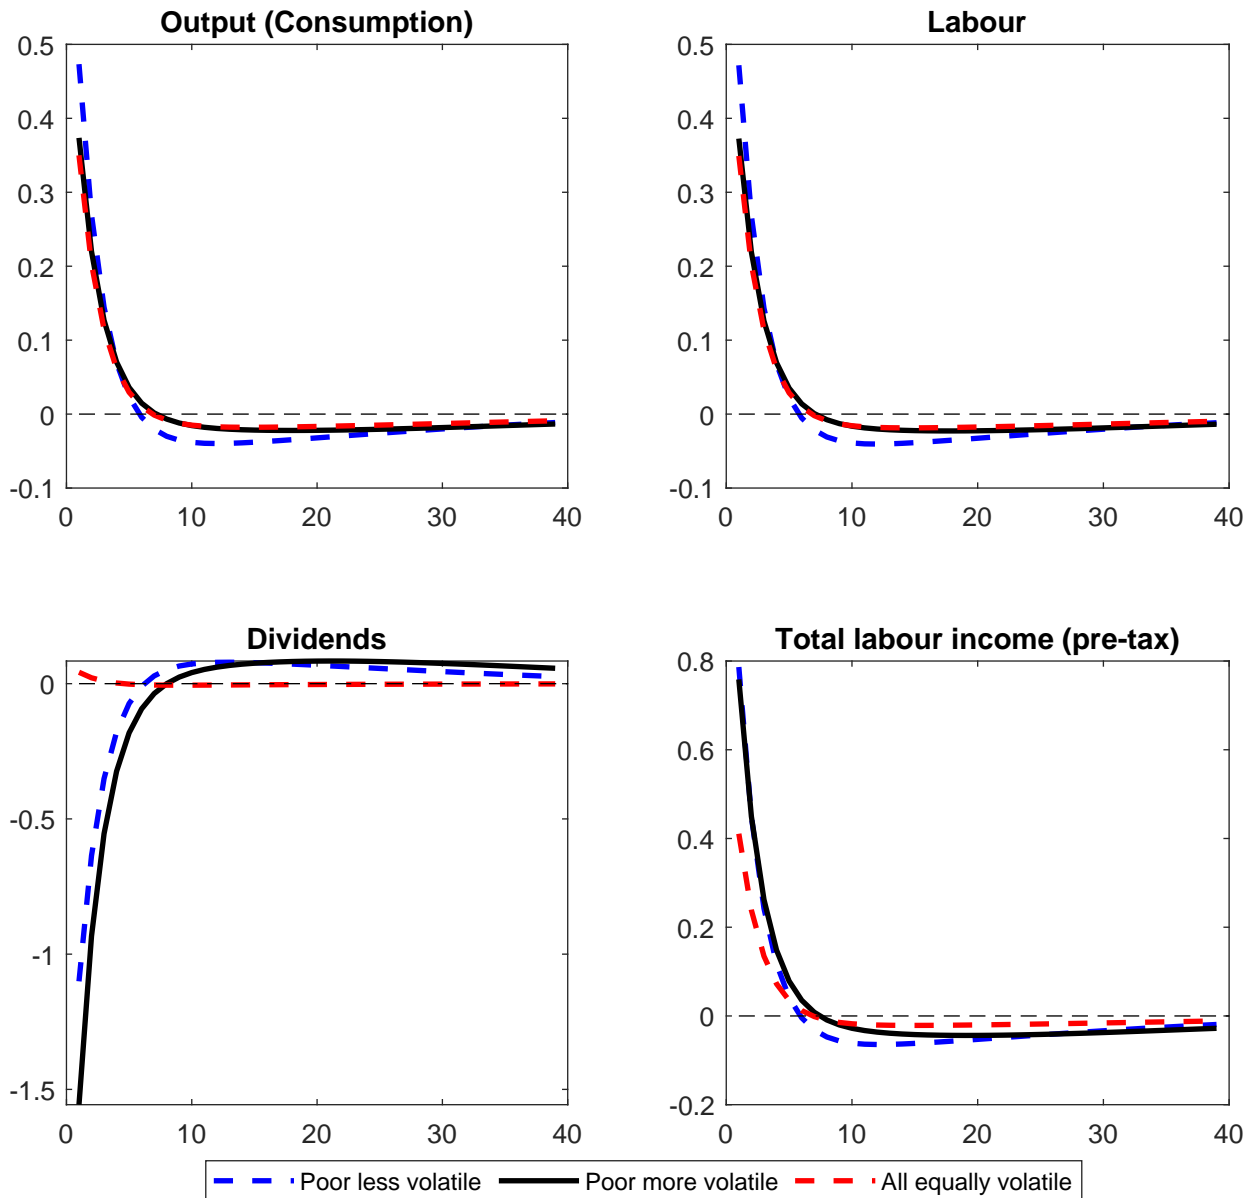 Output (Consumption)
0.5
0.4
0.3
0.2
0.1
0
-0.1
0 10 20 30 40
Labour
0.5
0.4
0.3
0.2
0.1
0
-0.1
0 10 20 30 40
Dividends
0
-0.5
-1
-1.5
0 10 20 30 40
Total labour income (pre-tax)
0.8
0.6
0.4
0.2
0
-0.2
0 10 20 30 40
Poor less volatile Poor more volatile All equally volatile